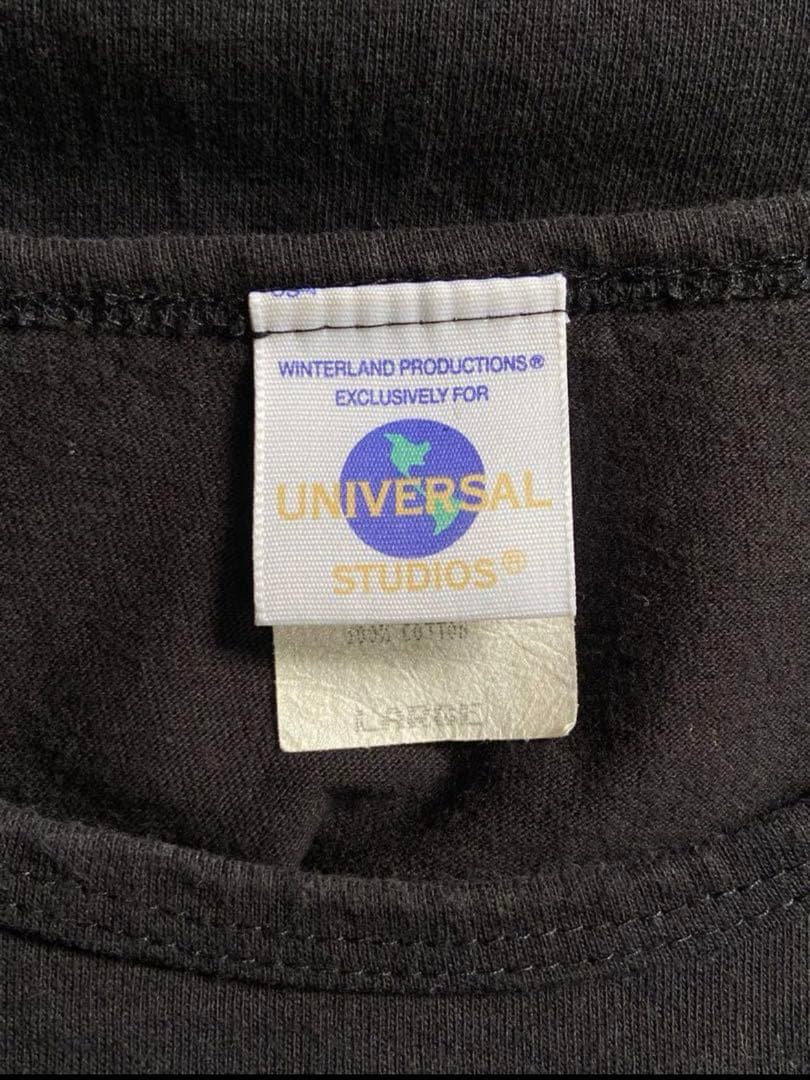 WINTERLAND PRODUCTIONS®
EXCLUSIVELY FOR
UNIVERSAL
STUDIOS®
100% COTTON
LARGE